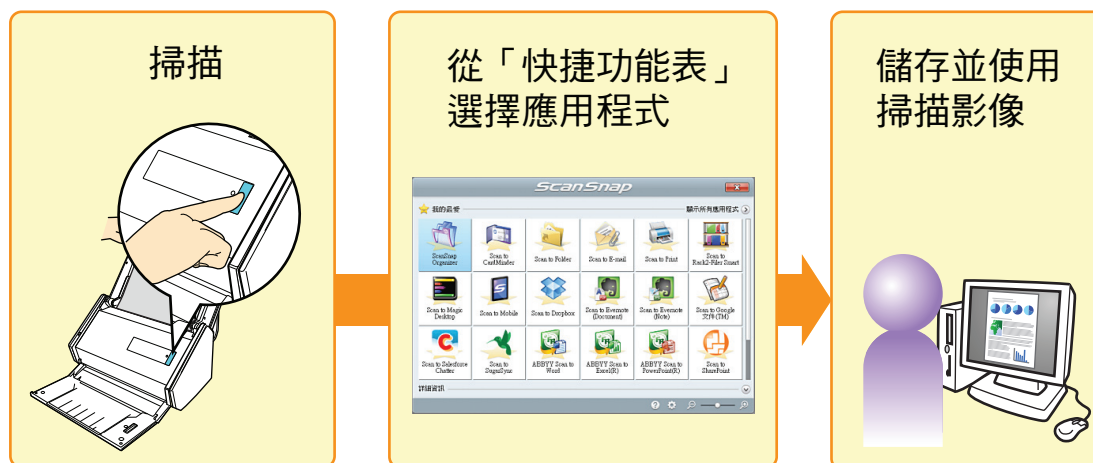 掃描
從「快捷功能表」
選擇應用程式
儲存並使用
掃描影像
ScanSnap
我的最愛
顯示所有應用程式
ScanSnap
Organizer
Scan to
CardMinder
Scan to Folder
Scan to E-mail
Scan to Print
Scan to
Rack2-Filer Smart
Scan to Magic
Desktop
Scan to Mobile
Scan to Dropbox
Scan to Evernote
(Document)
Scan to Evernote
(Note)
Scan to Google
文件(TM)
Scan to Salesforce
Chatter
Scan to
SugarSync
ABBYY Scan to
Word
ABBYY Scan to
Excel(R)
ABBYY Scan to
PowerPoint(R)
Scan to
SharePoint
詳細資訊